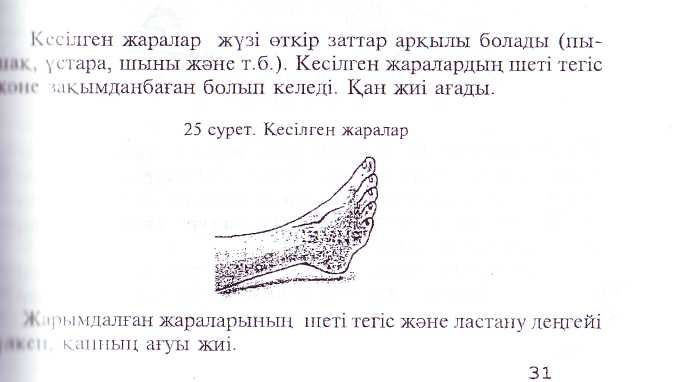 Кесілген жаралар жүзі өткір заттар арқылы болады (пы-
шақ, ұстара, шыны және т.б.). Кесілген жаралардың шеті тегіс
және зақымданбаған болып келеді. Қан жиі ағады.
25 сурет. Кесілген жаралар
Жарымдалған жараларының шеті тегіс және ластану деңгейі
үлкен, қанның ағуы жиі.
31